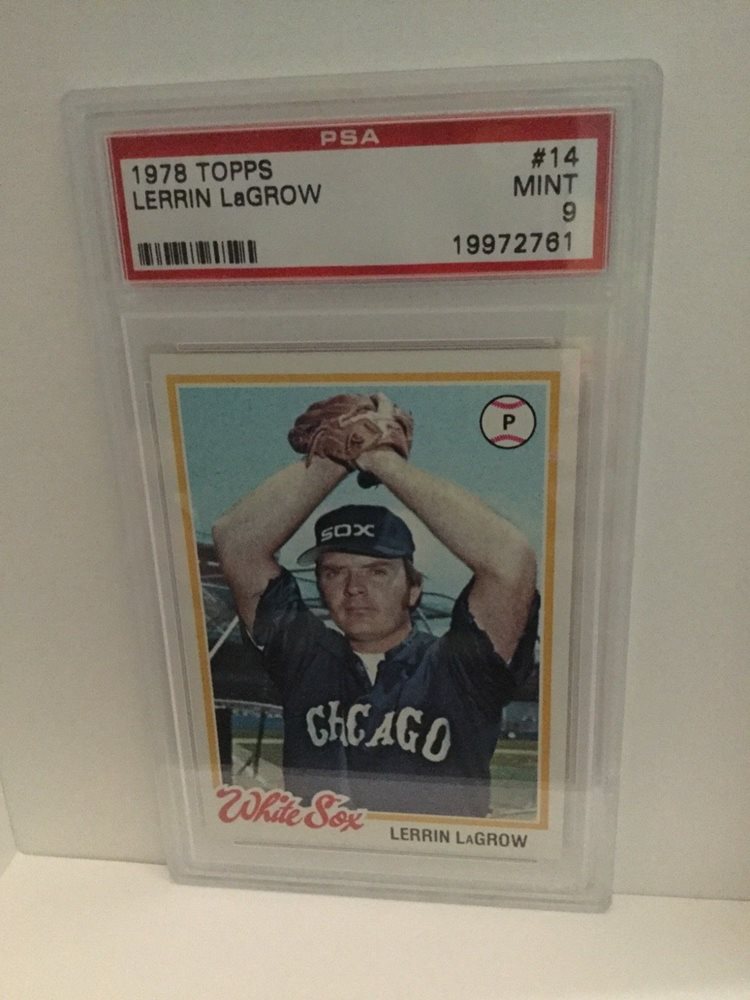 PSA
1978 TOPPS #14
LERRIN LaGROW MINT
9
19972761
P
SOX
CHICAGO
White Sox
LERRIN LAGROW